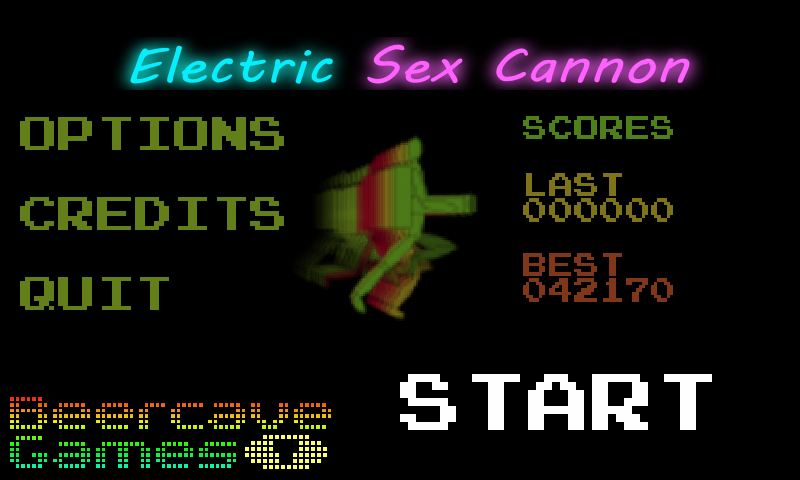 Electric Sex Cannon
OPTIONS
CREDITS
QUIT
SCORES
LAST
000000
BEST
042170
START
Beercave
Games